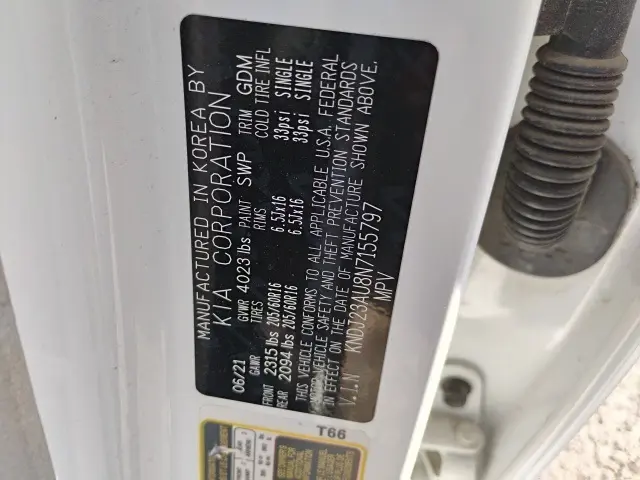 MANUFACTURED IN KOREA BY
KIA CORPORATION
06/21 GVWR 4023lbs PAINT SWP TRIM GDM
GAWR TIRES RIMS COLD TIRE INFL
FRONT 2315 lbs 205/60R16 6.5Jx16 33psi SINGLE
REAR 2094 lbs 205/60R16 6.5Jx16 33psi SINGLE
THIS VEHICLE CONFORMS TO ALL APPLICABLE U.S.A. FEDERAL
MOTOR VEHICLE SAFETY AND THEFT PREVENTION STANDARDS
IN EFFECT ON THE DATE OF MANUFACTURE SHOWN ABOVE.
V.I.N KNDJ23AU8N7155797
MPV
T66